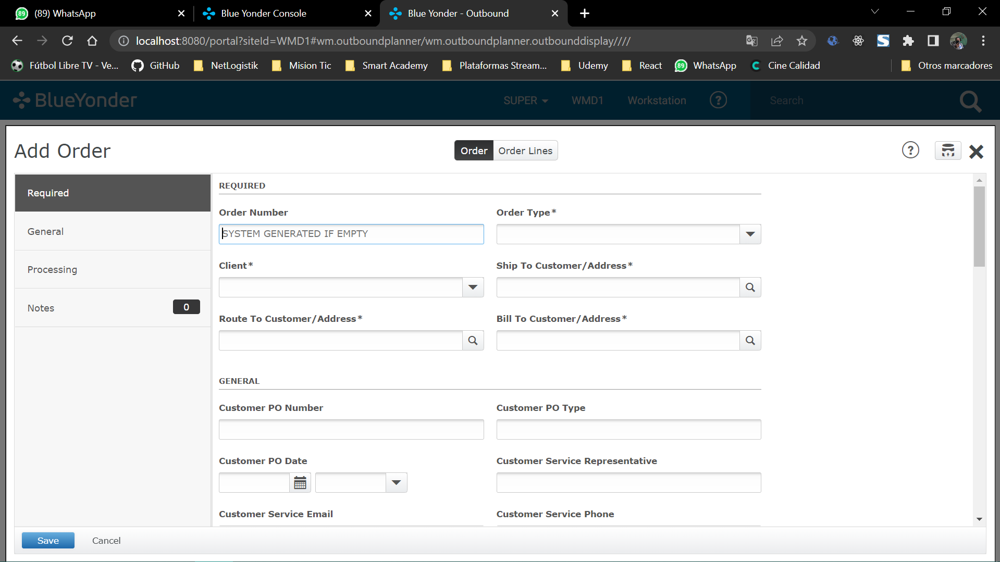 89 (89) WhatsApp
Blue Yonder Console
Blue Yonder - Outbound
localhost:8080/portal?siteId=WMD1#wm.outboundplanner/wm.outboundplanner.outbounddisplay////
Fútbol Libre TV - Ve...
GitHub
NetLogistik
Mision Tic
Smart Academy
Plataformas Stream...
Udemy
React
89 WhatsApp
Cine Calidad
Otros marcadores
BlueYonder
SUPER
WMD1
Workstation
?
Search
Add Order
Order
Order Lines
?
Required
General
Processing
Notes 0
REQUIRED
Order Number
Order Type*
SYSTEM GENERATED IF EMPTY
Client*
Ship To Customer/Address*
Route To Customer/Address*
Bill To Customer/Address*
GENERAL
Customer PO Number
Customer PO Type
Customer PO Date
Customer Service Representative
Customer Service Email
Customer Service Phone
Save
Cancel